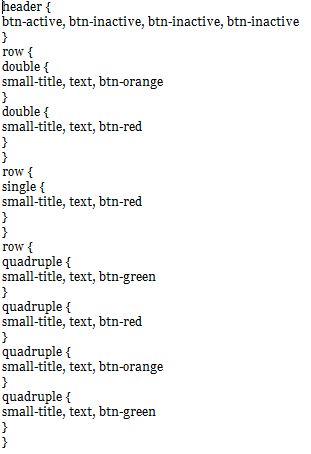 header {
btn-active, btn-inactive, btn-inactive, btn-inactive
}
row {
double {
small-title, text, btn-orange
}
double {
small-title, text, btn-red
}
}
row {
single {
small-title, text, btn-red
}
}
row {
quadruple {
small-title, text, btn-green
}
quadruple {
small-title, text, btn-red
}
quadruple {
small-title, text, btn-orange
}
quadruple {
small-title, text, btn-green
}
}